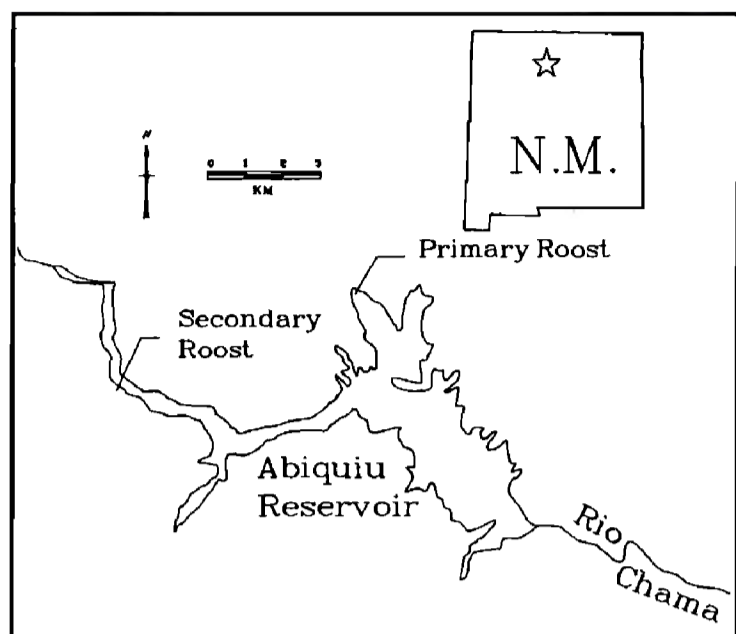 N.M.
N
0 1 2 3
KM
Primary Roost
Secondary
Roost
Abiquiu
Reservoir
Rio
Chama